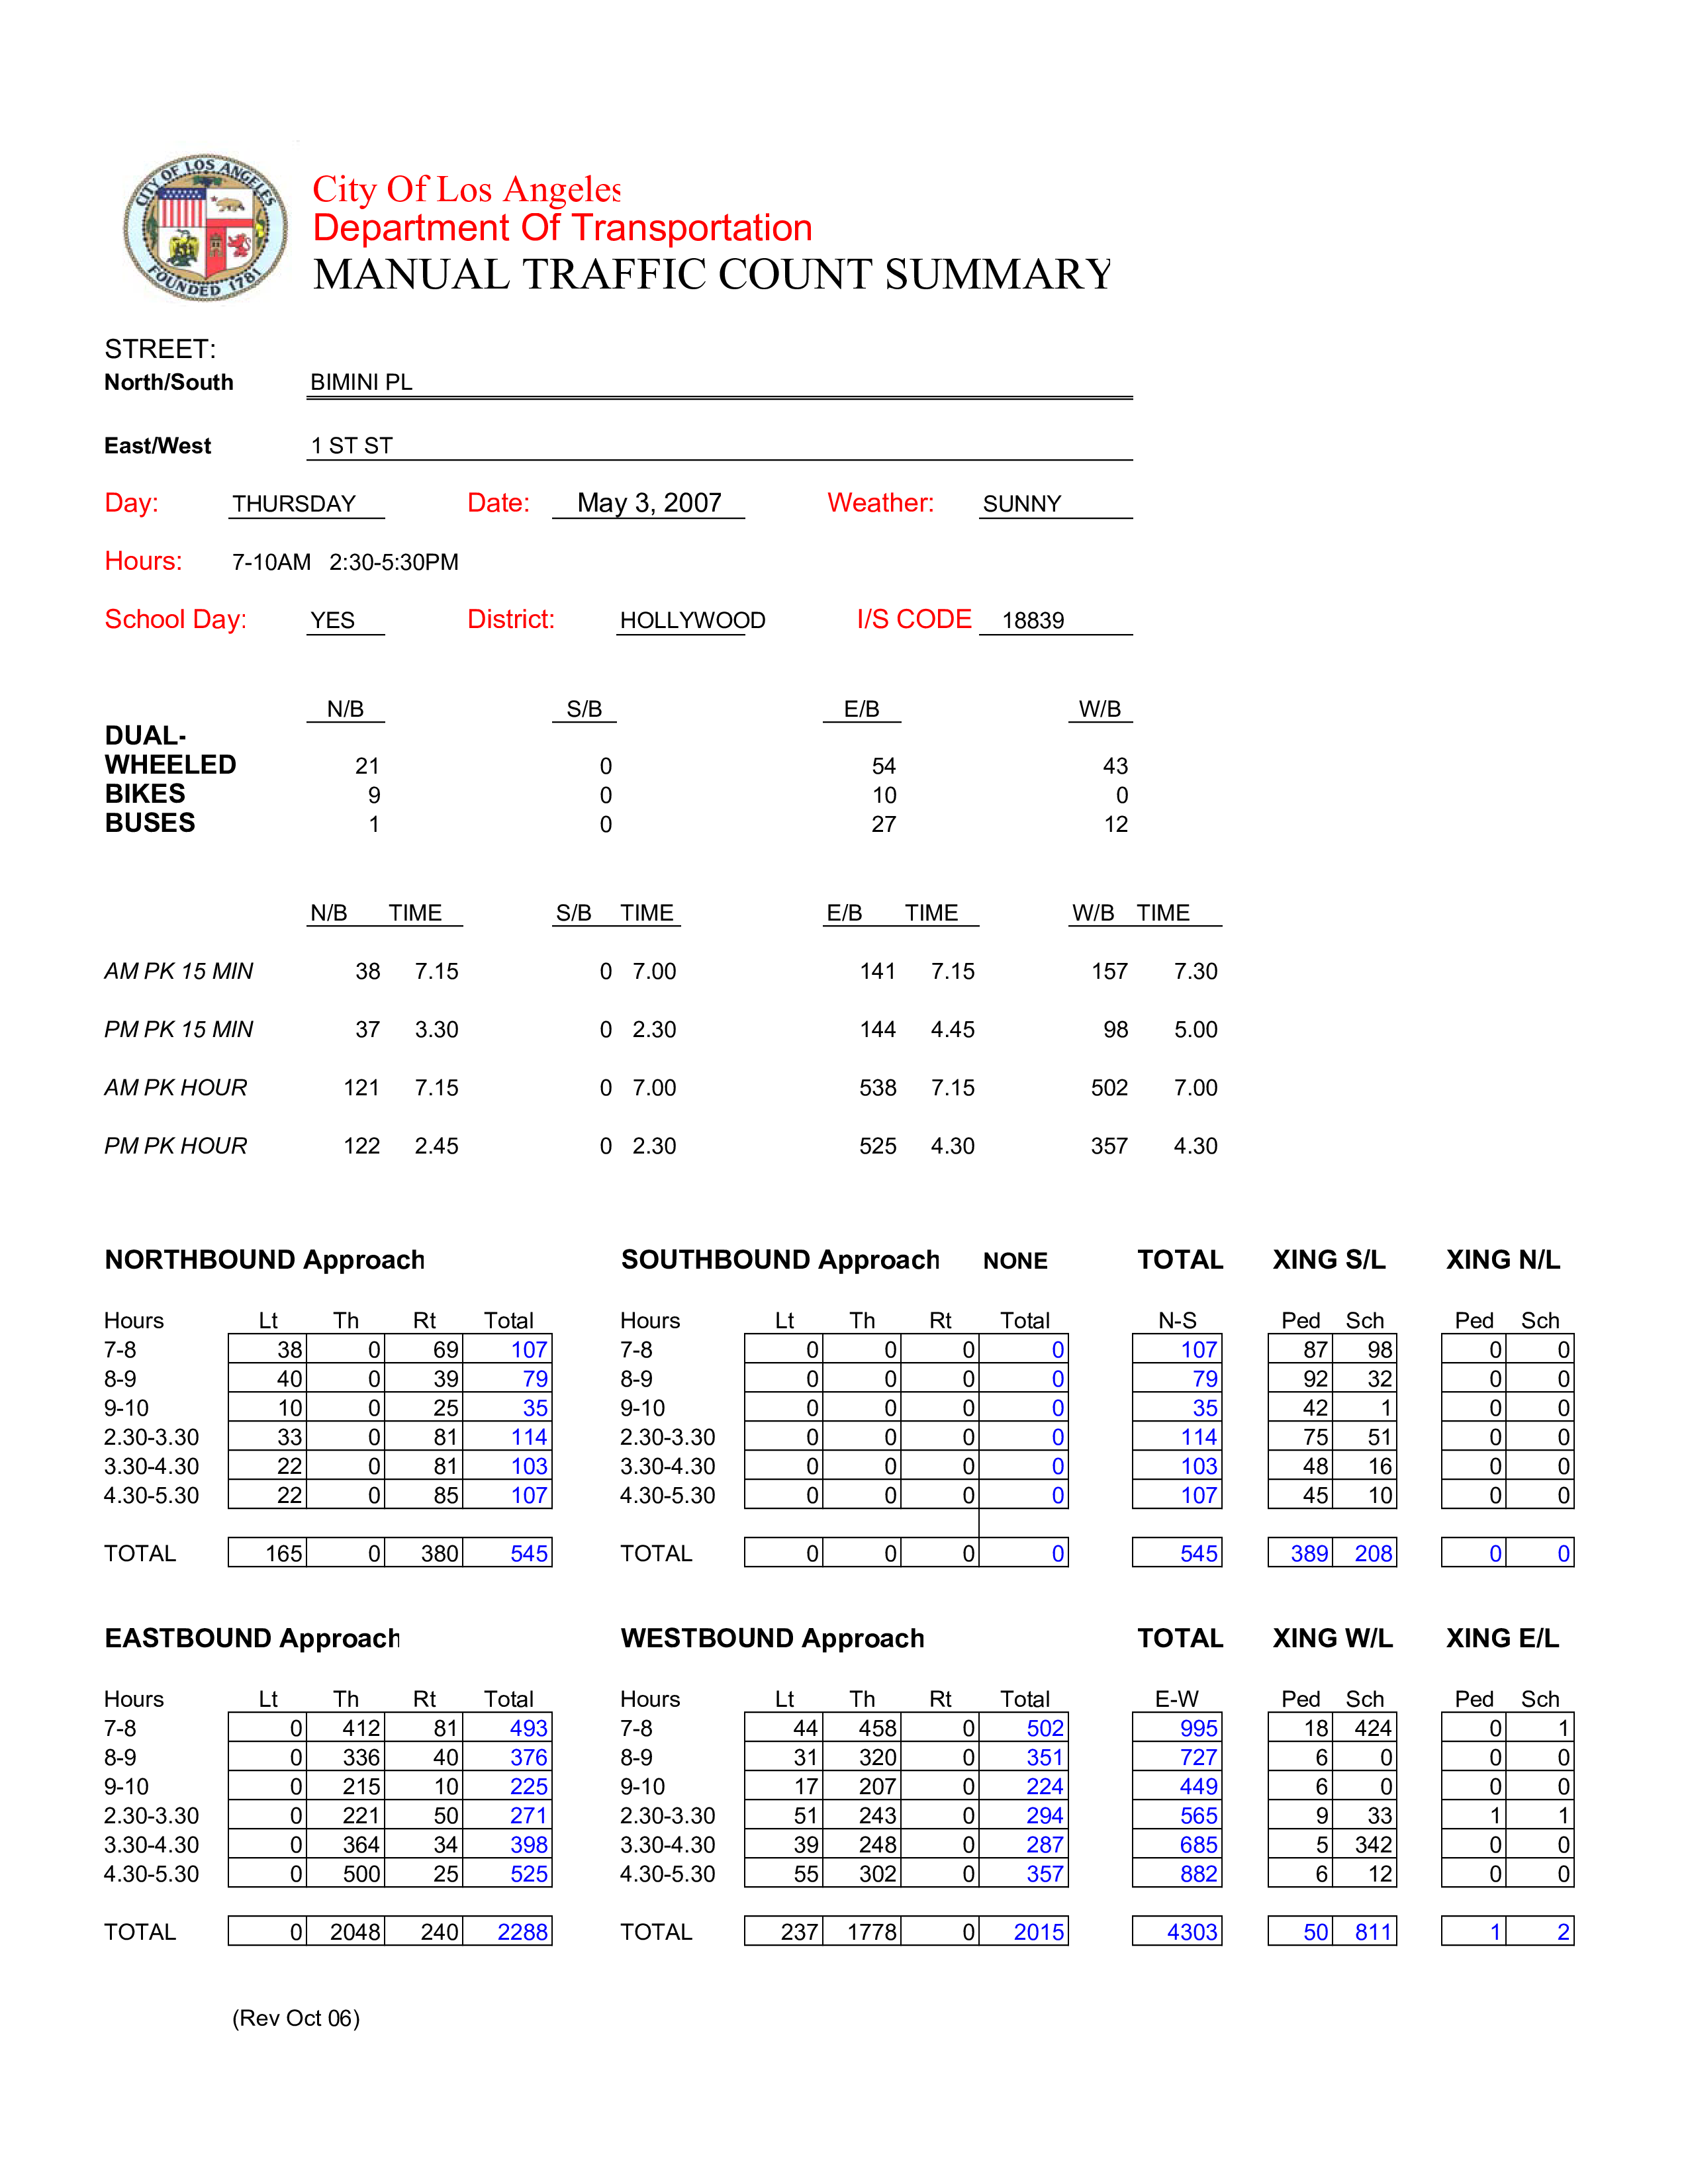 CITY OF LOS ANGELES
FOUNDED 1781
City Of Los Angeles
Department Of Transportation
MANUAL TRAFFIC COUNT SUMMARY
STREET:
North/South BIMINI PL
East/West 1 ST ST
Day: THURSDAY Date: May 3, 2007 Weather: SUNNY
Hours: 7-10AM 2:30-5:30PM
School Day: YES District: HOLLYWOOD I/S CODE 18839
N/B S/B E/B W/B
DUAL-
WHEELED 21 0 54 43
BIKES 9 0 10 0
BUSES 1 0 27 12
N/B TIME S/B TIME E/B TIME W/B TIME
AM PK 15 MIN 38 7.15 0 7.00 141 7.15 157 7.30
PM PK 15 MIN 37 3.30 0 2.30 144 4.45 98 5.00
AM PK HOUR 121 7.15 0 7.00 538 7.15 502 7.00
PM PK HOUR 122 2.45 0 2.30 525 4.30 357 4.30
NORTHBOUND Approach SOUTHBOUND Approach NONE TOTAL XING S/L XING N/L
Hours Lt Th Rt Total Hours Lt Th Rt Total N-S Ped Sch Ped Sch
7-8 38 0 69 107 7-8 0 0 0 0 107 87 98 0 0
8-9 40 0 39 79 8-9 0 0 0 0 79 92 32 0 0
9-10 10 0 25 35 9-10 0 0 0 0 35 42 1 0 0
2.30-3.30 33 0 81 114 2.30-3.30 0 0 0 0 114 75 51 0 0
3.30-4.30 22 0 81 103 3.30-4.30 0 0 0 0 103 48 16 0 0
4.30-5.30 22 0 85 107 4.30-5.30 0 0 0 0 107 45 10 0 0
TOTAL 165 0 380 545 TOTAL 0 0 0 0 545 389 208 0 0
EASTBOUND Approach WESTBOUND Approach TOTAL XING W/L XING E/L
Hours Lt Th Rt Total Hours Lt Th Rt Total E-W Ped Sch Ped Sch
7-8 0 412 81 493 7-8 44 458 0 502 995 18 424 0 1
8-9 0 336 40 376 8-9 31 320 0 351 727 6 0 0 0
9-10 0 215 10 225 9-10 17 207 0 224 449 6 0 0 0
2.30-3.30 0 221 50 271 2.30-3.30 51 243 0 294 565 9 33 1 1
3.30-4.30 0 364 34 398 3.30-4.30 39 248 0 287 685 5 342 0 0
4.30-5.30 0 500 25 525 4.30-5.30 55 302 0 357 882 6 12 0 0
TOTAL 0 2048 240 2288 TOTAL 237 1778 0 2015 4303 50 811 1 2
(Rev Oct 06)